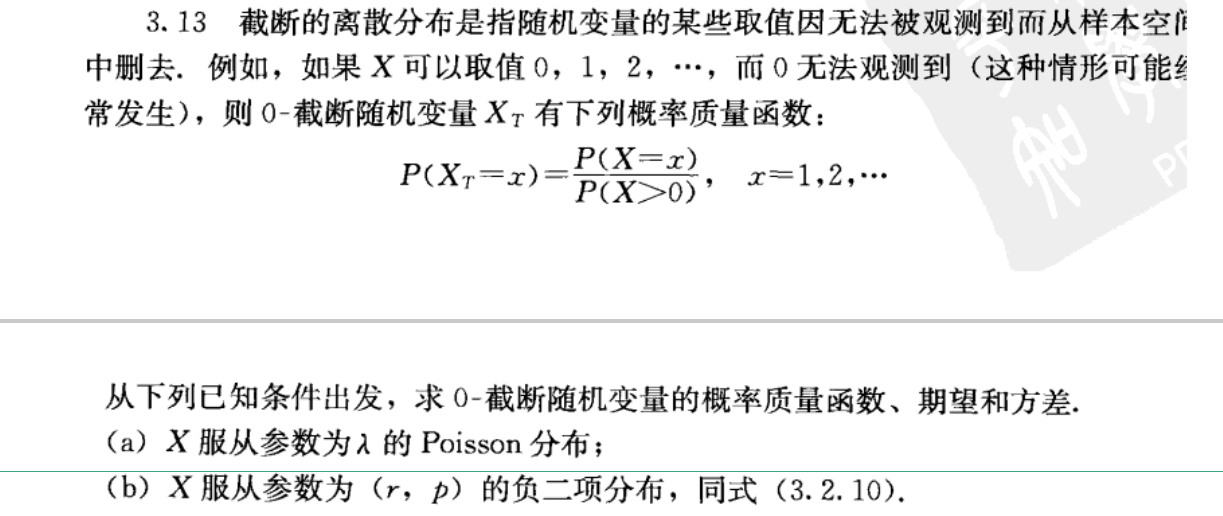 3.13 截断的离散分布是指随机变量的某些取值因无法被观测到而从样本空间
中删去. 例如,如果 X 可以取值 0, 1, 2, …, 而 0 无法观测到(这种情形可能经
常发生),则 0-截断随机变量 X_T 有下列概率质量函数:
P(X_T=x)=P(X=x)/P(X>0), x=1,2,…
从下列已知条件出发,求 0-截断随机变量的概率质量函数、期望和方差.
(a) X 服从参数为 λ 的 Poisson 分布;
(b) X 服从参数为 (r, p) 的负二项分布,同式 (3.2.10).